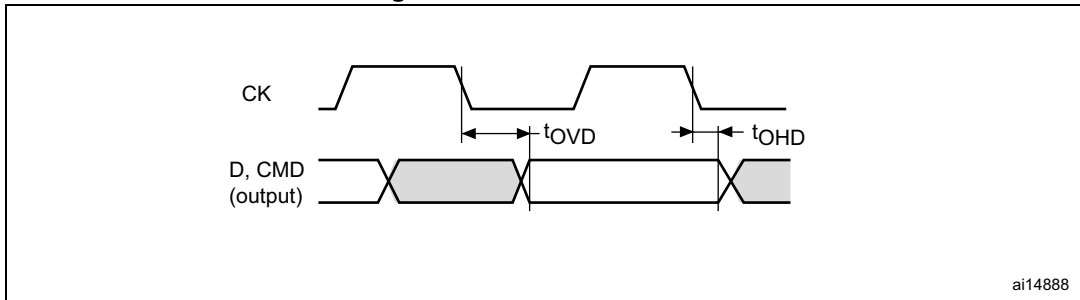 CK
tOVD
tOHD
D, CMD
(output)
ai14888